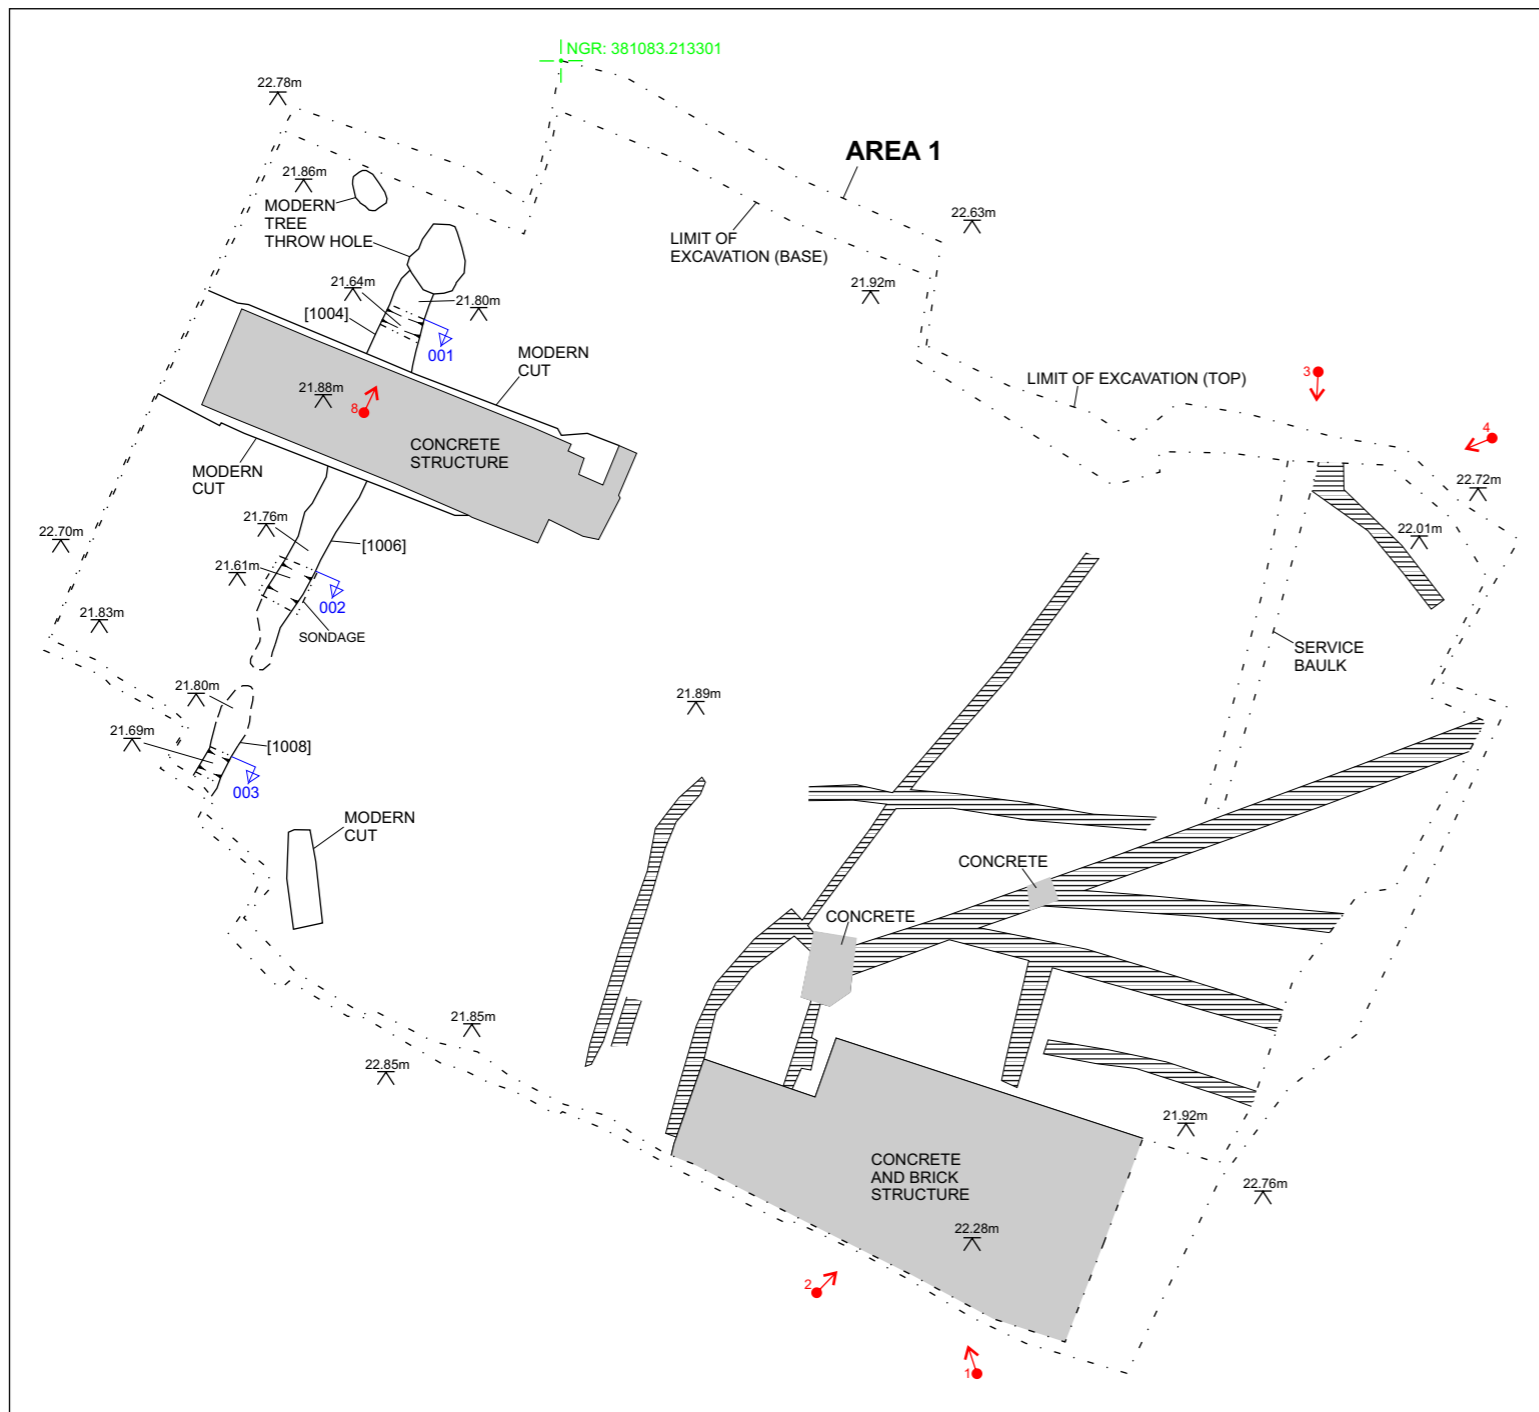 NGR: 381083.213301
22.78m
AREA 1
21.86m
MODERN
TREE
THROW HOLE
22.63m
LIMIT OF
EXCAVATION (BASE)
21.64m
21.80m
21.92m
[1004]
001
MODERN
CUT
LIMIT OF EXCAVATION (TOP)
3
21.88m
8
4
CONCRETE
STRUCTURE
MODERN
CUT
22.72m
21.76m
22.70m
[1006]
22.01m
21.61m
002
21.83m
SONDAGE
SERVICE
BAULK
21.80m
21.89m
21.69m
[1008]
003
MODERN
CUT
CONCRETE
CONCRETE
21.85m
22.85m
21.92m
CONCRETE
AND BRICK
STRUCTURE
22.76m
22.28m
2
1